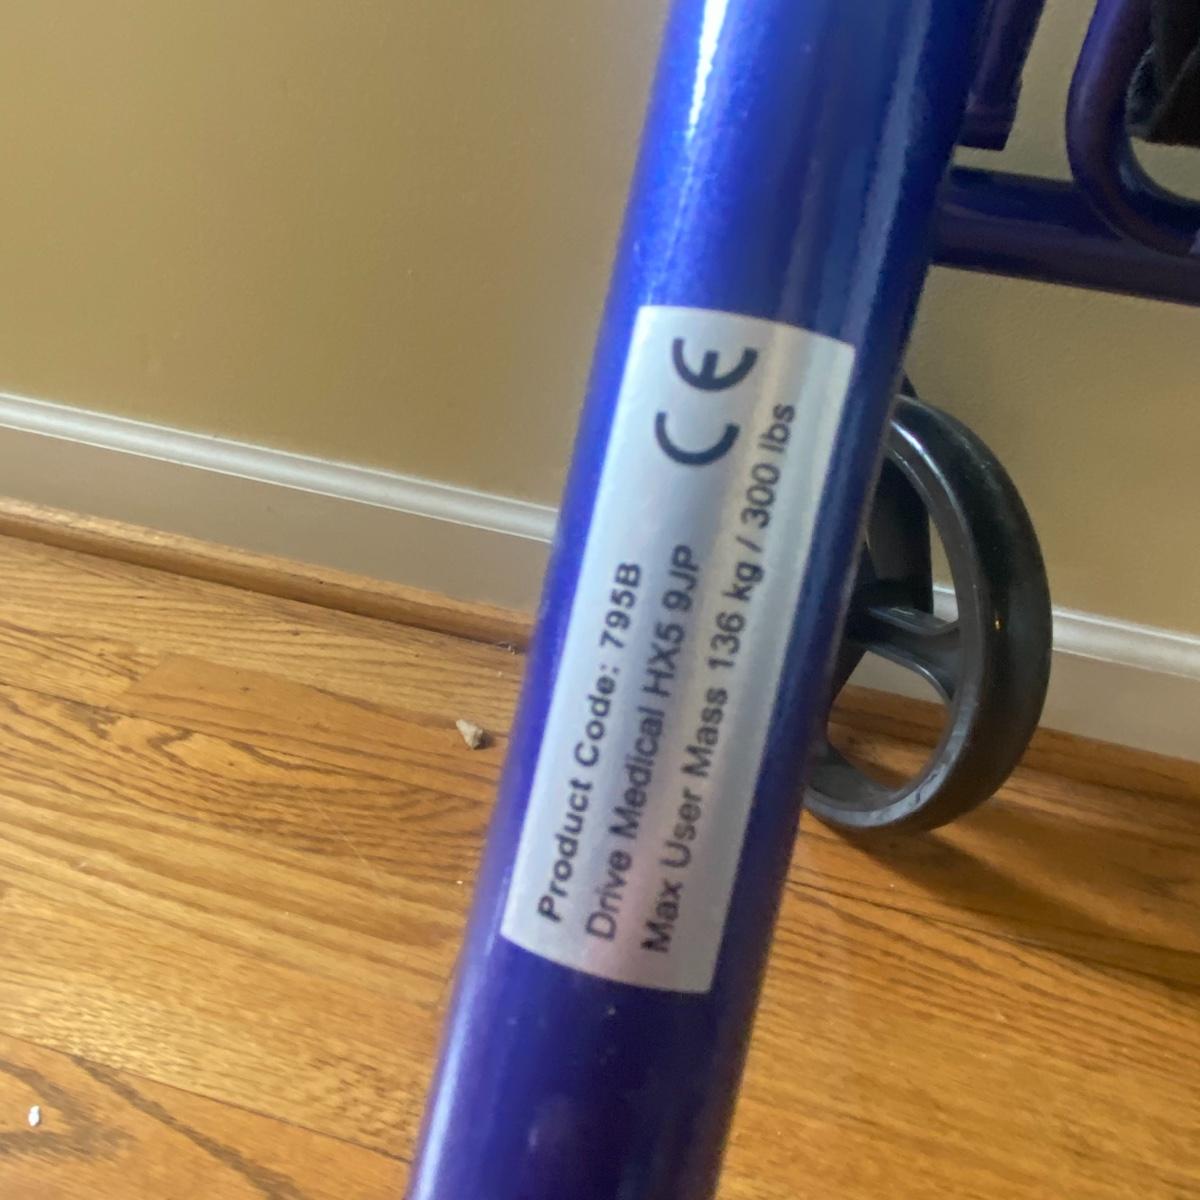 Product Code: 795B
Drive Medical HX5 9JP
Max User Mass 136 kg / 300 lbs
CE